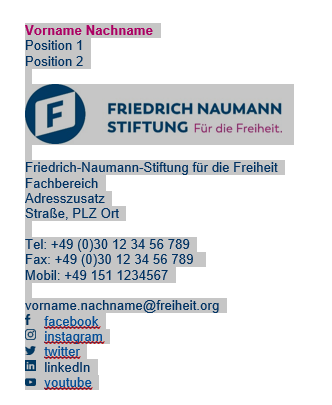 Vorname Nachname
Position 1
Position 2
F
FRIEDRICH NAUMANN
STIFTUNG Für die Freiheit.
Friedrich-Naumann-Stiftung für die Freiheit
Fachbereich
Adresszusatz
Straße, PLZ Ort
Tel: +49 (0)30 12 34 56 789
Fax: +49 (0)30 12 34 56 789
Mobil: +49 151 1234567
vorname.nachname@freiheit.org
facebook
instagram
twitter
linkedIn
youtube